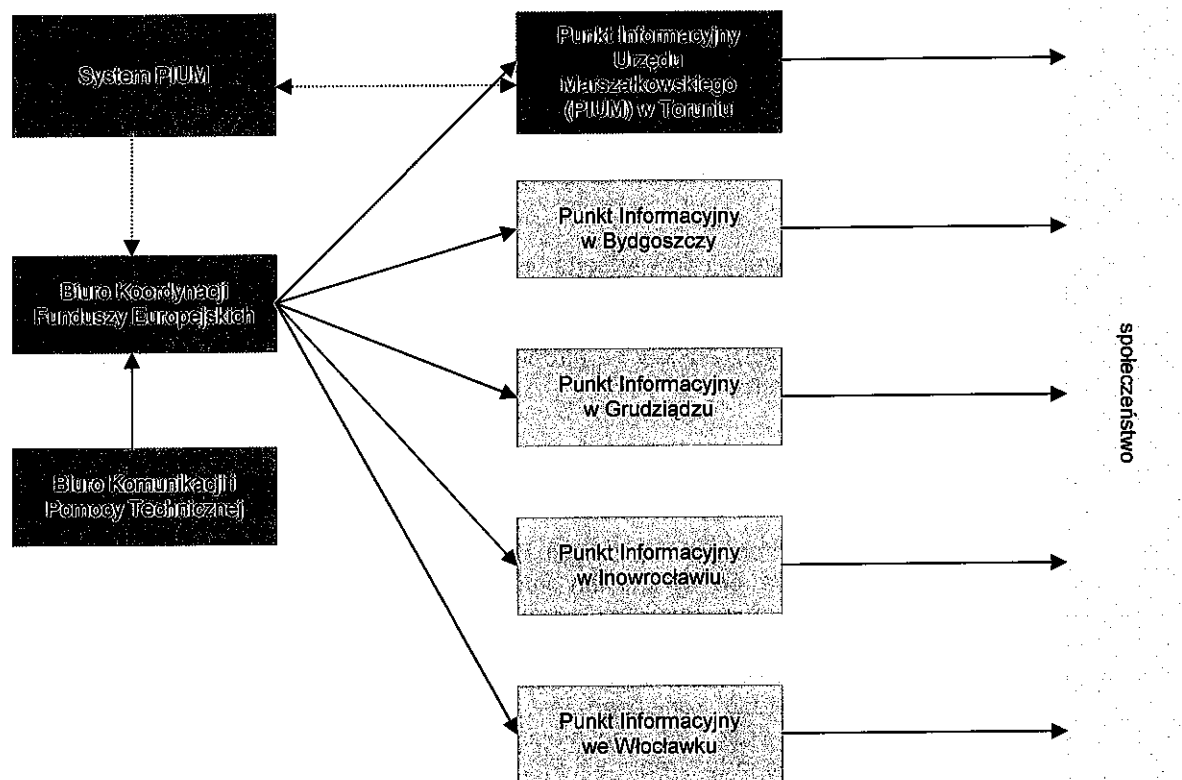 System PIUM
Biuro Koordynacji
Funduszy Europejskich
Biuro Komunikacji i
Pomocy Technicznej
Punkt Informacyjny
Urzędu
Marszałkowskiego
(PIUM) w Toruniu
Punkt Informacyjny
w Bydgoszczy
Punkt Informacyjny
w Grudziądzu
Punkt Informacyjny
w Inowrocławiu
Punkt Informacyjny
we Włocławku
społeczeństwo